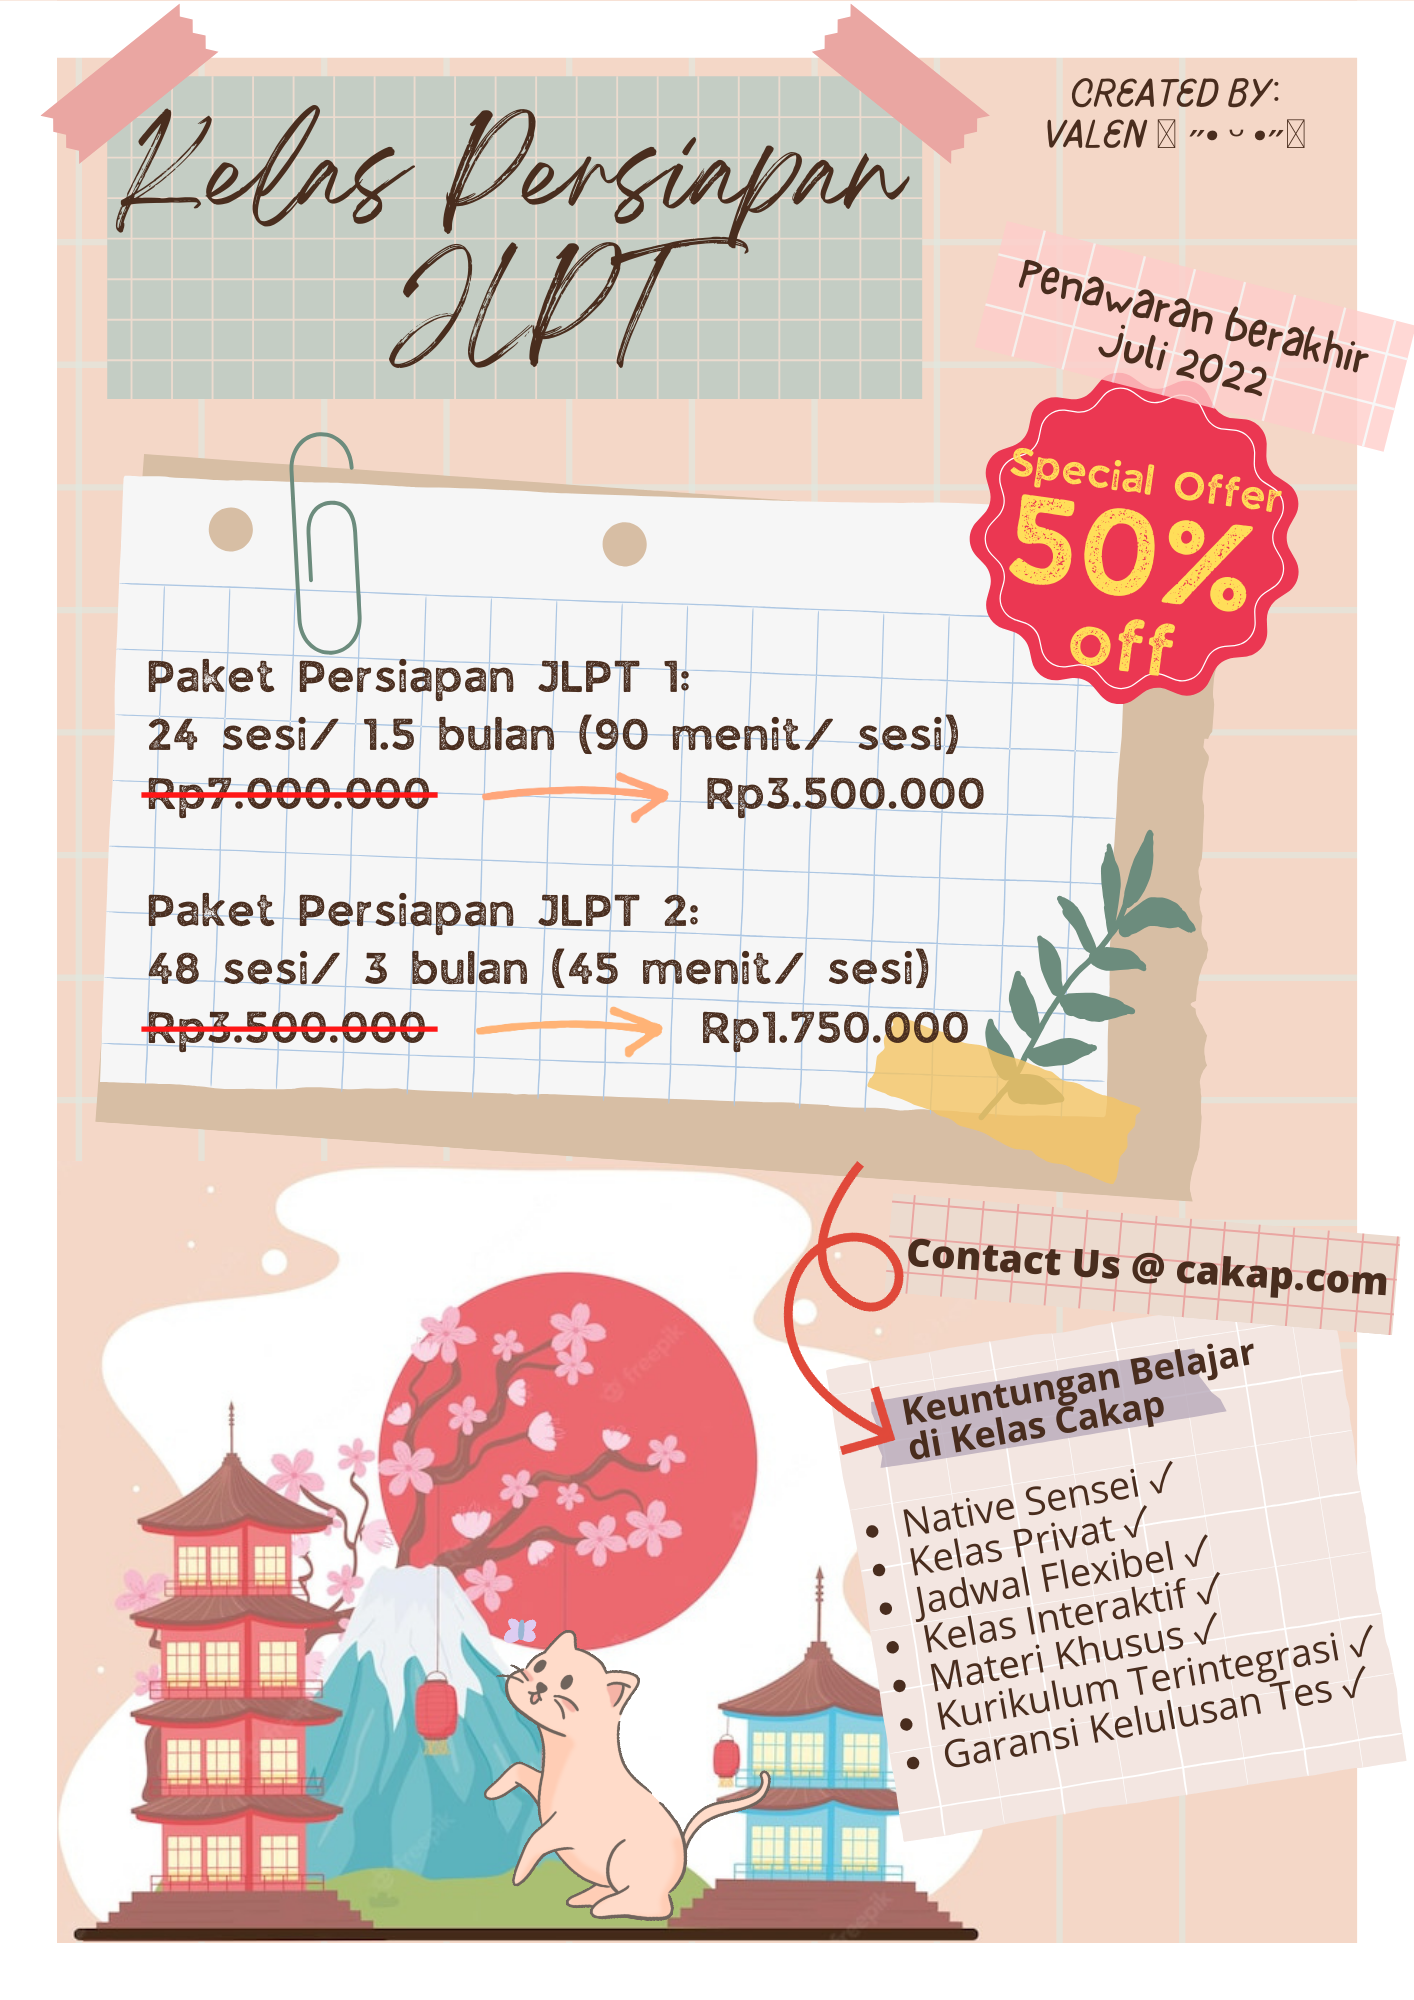 Kelas Persiapan
JLPT
CREATED BY:
VALEN ˶• ᴗ •˶
Penawaran berakhir
Juli 2022
Special Offer
50%
off
Paket Persiapan JLPT 1:
24 sesi/ 1.5 bulan (90 menit/ sesi)
Rp7.000.000 Rp3.500.000
Paket Persiapan JLPT 2:
48 sesi/ 3 bulan (45 menit/ sesi)
Rp3.500.000 Rp1.750.000
Contact Us @ cakap.com
Keuntungan Belajar
di Kelas Cakap
• Native Sensei ✓
• Kelas Privat ✓
• Jadwal Flexibel ✓
• Kelas Interaktif ✓
• Materi Khusus ✓
• Kurikulum Terintegrasi ✓
• Garansi Kelulusan Tes ✓
freepik